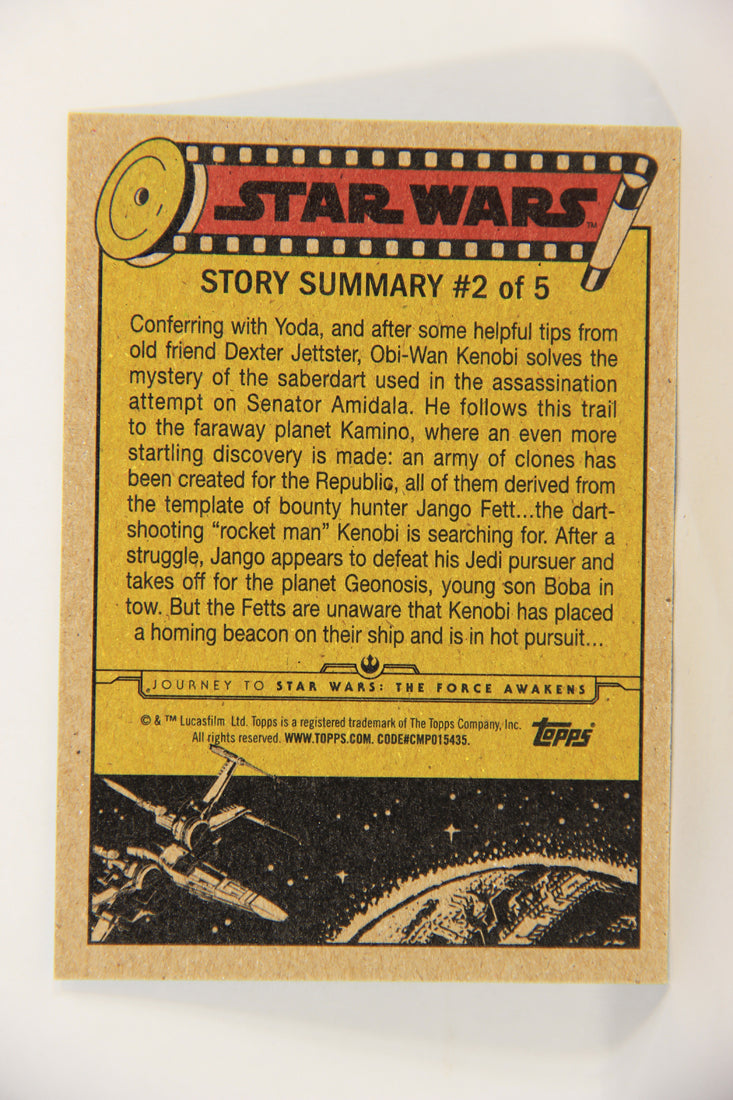 STAR WARS™
STORY SUMMARY #2 of 5
Conferring with Yoda, and after some helpful tips from
old friend Dexter Jettster, Obi-Wan Kenobi solves the
mystery of the saberdart used in the assassination
attempt on Senator Amidala. He follows this trail
to the faraway planet Kamino, where an even more
startling discovery is made: an army of clones has
been created for the Republic, all of them derived from
the template of bounty hunter Jango Fett...the dart-
shooting “rocket man” Kenobi is searching for. After a
struggle, Jango appears to defeat his Jedi pursuer and
takes off for the planet Geonosis, young son Boba in
tow. But the Fetts are unaware that Kenobi has placed
a homing beacon on their ship and is in hot pursuit...
JOURNEY TO STAR WARS: THE FORCE AWAKENS
© & ™ Lucasfilm Ltd. Topps is a registered trademark of The Topps Company, Inc.
All rights reserved. WWW.TOPPS.COM. CODE#CMP015435.
TOPPS®